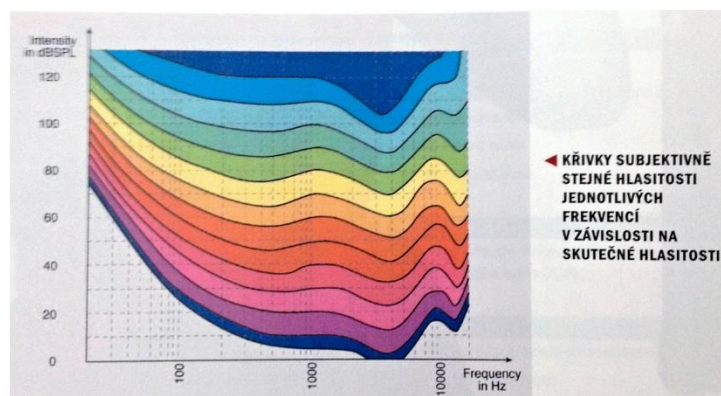 Intensity
in dBSPL
120
100
80
60
40
20
0
100
1000
10000
Frequency
in Hz
◄ KŘIVKY SUBJEKTIVNĚ
STEJNÉ HLASITOSTI
JEDNOTLIVÝCH
FREKVENCÍ
V ZÁVISLOSTI NA
SKUTEČNÉ HLASITOSTI